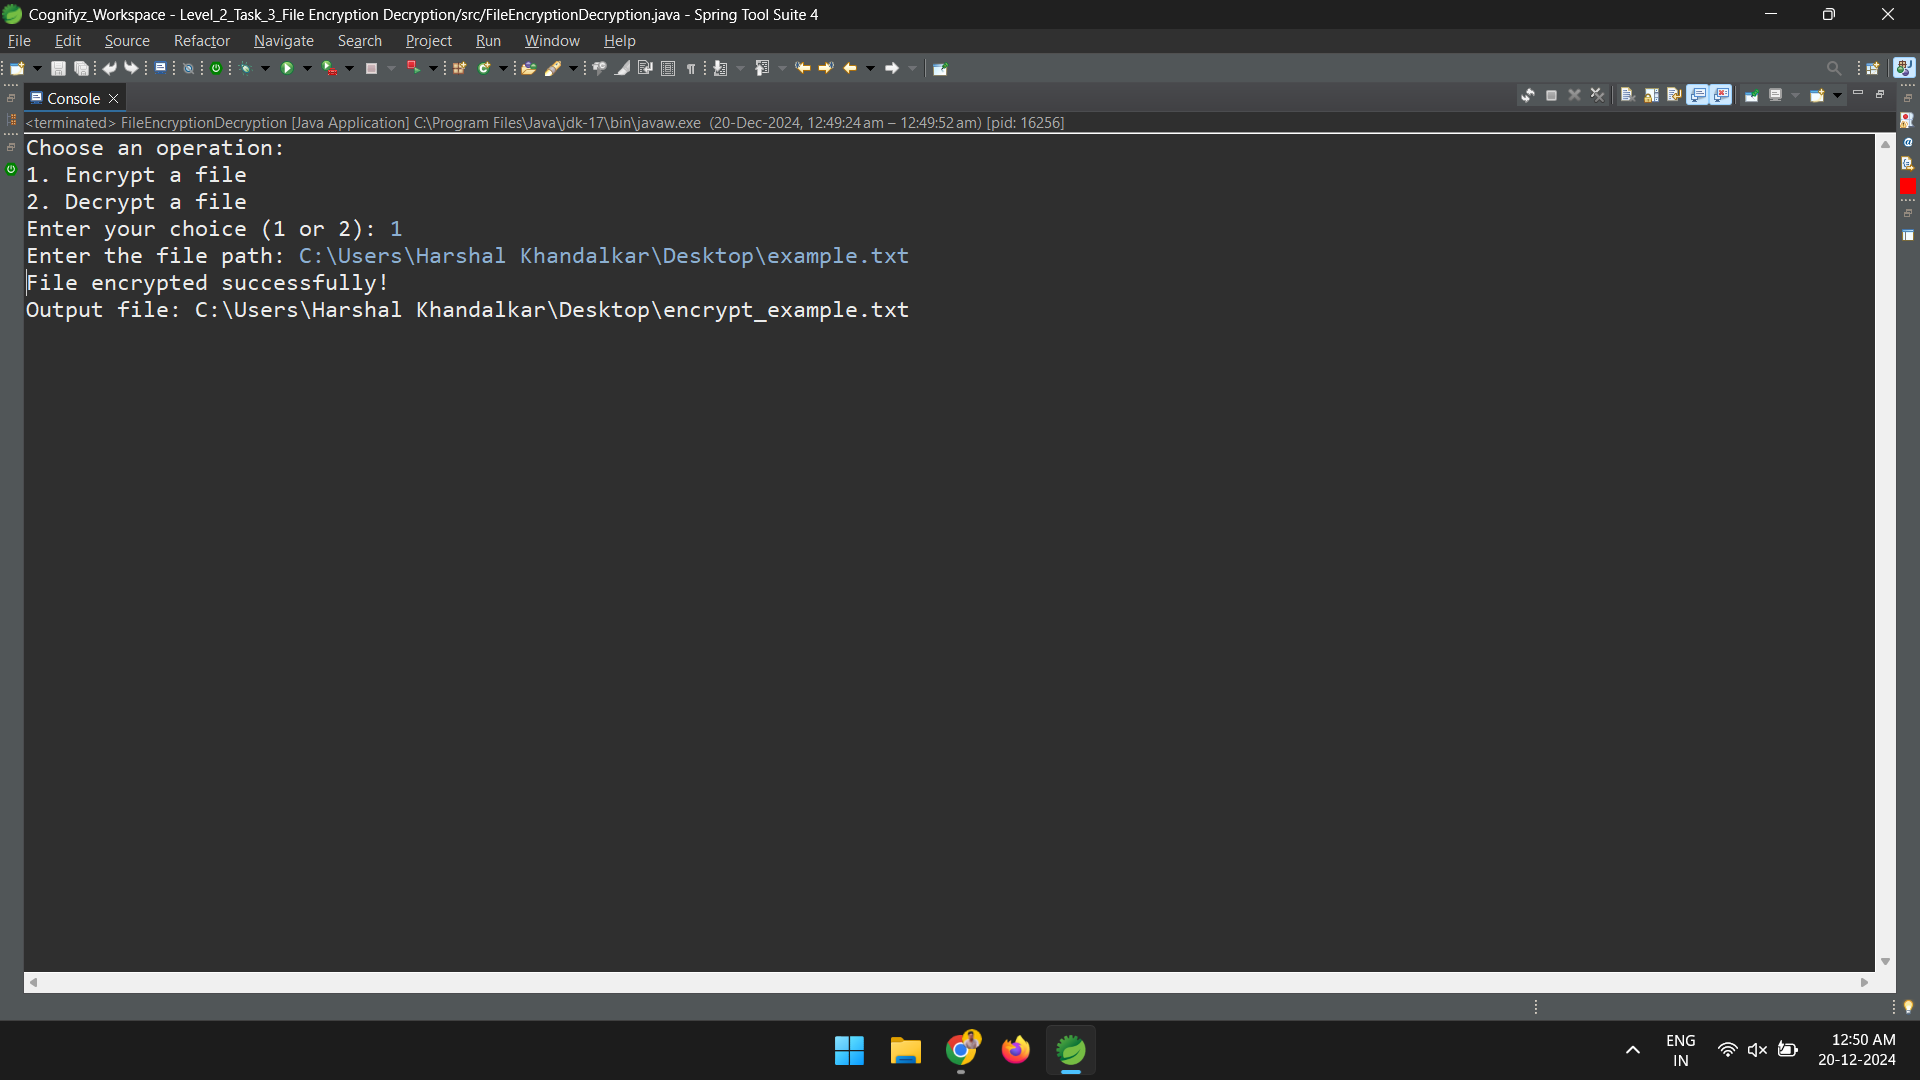 Cognifyz_Workspace - Level_2_Task_3_File Encryption Decryption/src/FileEncryptionDecryption.java - Spring Tool Suite 4
File Edit Source Refactor Navigate Search Project Run Window Help
Console
<terminated> FileEncryptionDecryption [Java Application] C:\Program Files\Java\jdk-17\bin\javaw.exe (20-Dec-2024, 12:49:24 am – 12:49:52 am) [pid: 16256]
Choose an operation:
1. Encrypt a file
2. Decrypt a file
Enter your choice (1 or 2): 1
Enter the file path: C:\Users\Harshal Khandalkar\Desktop\example.txt
File encrypted successfully!
Output file: C:\Users\Harshal Khandalkar\Desktop\encrypt_example.txt
ENG
IN
12:50 AM
20-12-2024